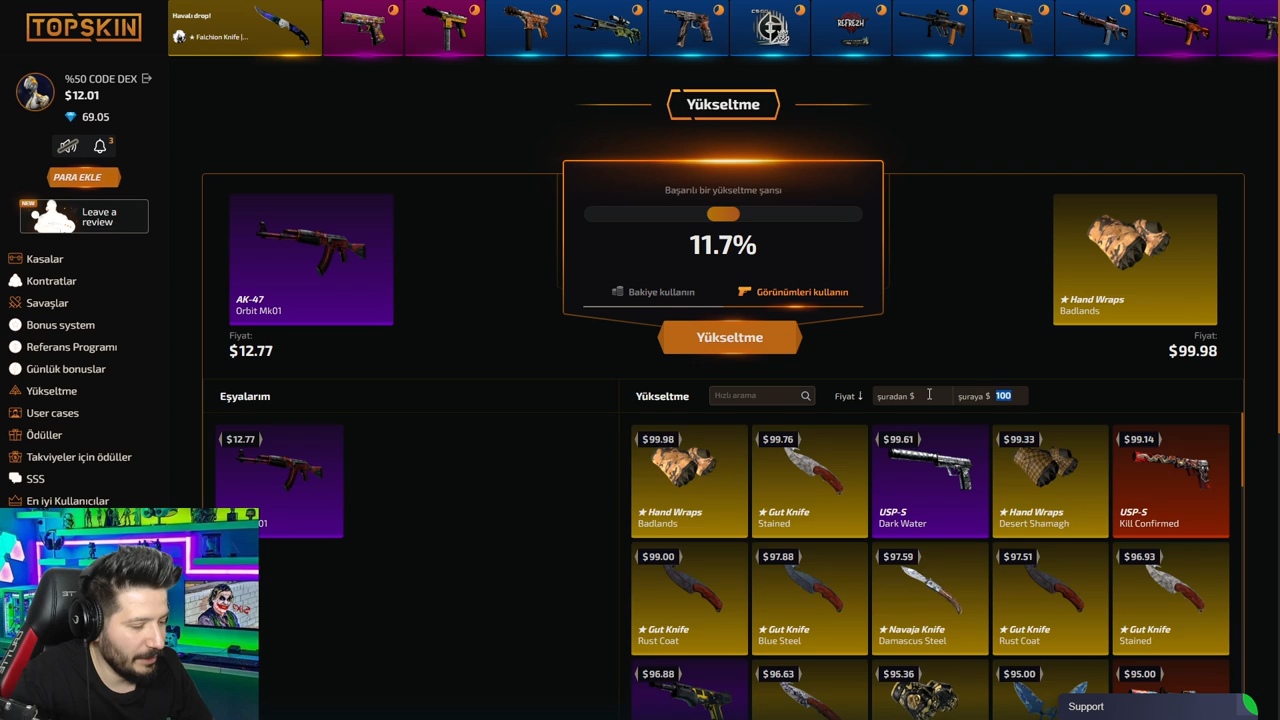 TOPSKIN
Havalı drop!
★ Falchion Knife |...
REFREZH
%50 CODE DEX
$12.01
69.05
3
PARA EKLE
NEW
Leave a
review
Kasalar
Kontratlar
Savaşlar
Bonus system
Referans Programı
Günlük bonuslar
Yükseltme
User cases
Ödüller
Takviyeler için ödüller
SSS
En iyi Kullanıcılar
Yükseltme
Başarılı bir yükseltme şansı
11.7%
Bakiye kullanın
Görünümleri kullanın
Yükseltme
AK-47
Orbit Mk01
Fiyat:
$12.77
★ Hand Wraps
Badlands
Fiyat:
$99.98
Eşyalarım
$12.77
01
Yükseltme
Hızlı arama
Fiyat ↓
şuradan $
şuraya $ 100
$99.98
★ Hand Wraps
Badlands
$99.76
★ Gut Knife
Stained
$99.61
USP-S
Dark Water
$99.33
★ Hand Wraps
Desert Shamagh
$99.14
USP-S
Kill Confirmed
$99.00
★ Gut Knife
Rust Coat
$97.88
★ Gut Knife
Blue Steel
$97.59
★ Navaja Knife
Damascus Steel
$97.51
★ Gut Knife
Rust Coat
$96.93
★ Gut Knife
Stained
$96.88
$96.63
$95.36
$95.00
$95.00
Support